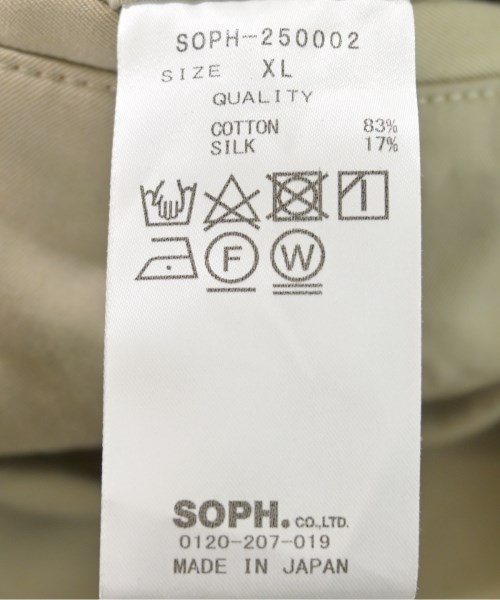 SOPH-250002
SIZE XL
QUALITY
COTTON 83%
SILK 17%
F W
SOPH. CO.,LTD.
0120-207-019
MADE IN JAPAN